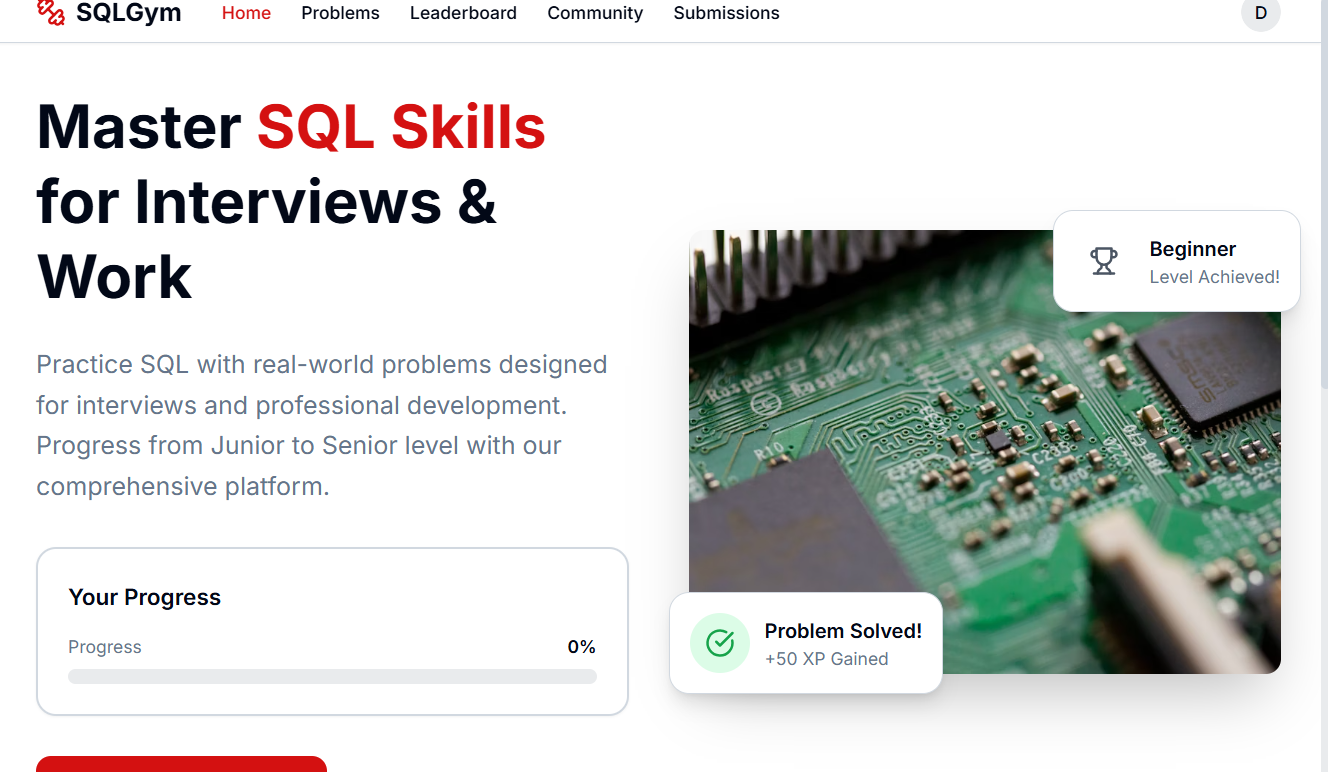 SQLGym
Home
Problems
Leaderboard
Community
Submissions
D
Master SQL Skills
for Interviews &
Work
Practice SQL with real-world problems designed
for interviews and professional development.
Progress from Junior to Senior level with our
comprehensive platform.
Your Progress
Progress
0%
Beginner
Level Achieved!
Raspberry
R10
Problem Solved!
+50 XP Gained